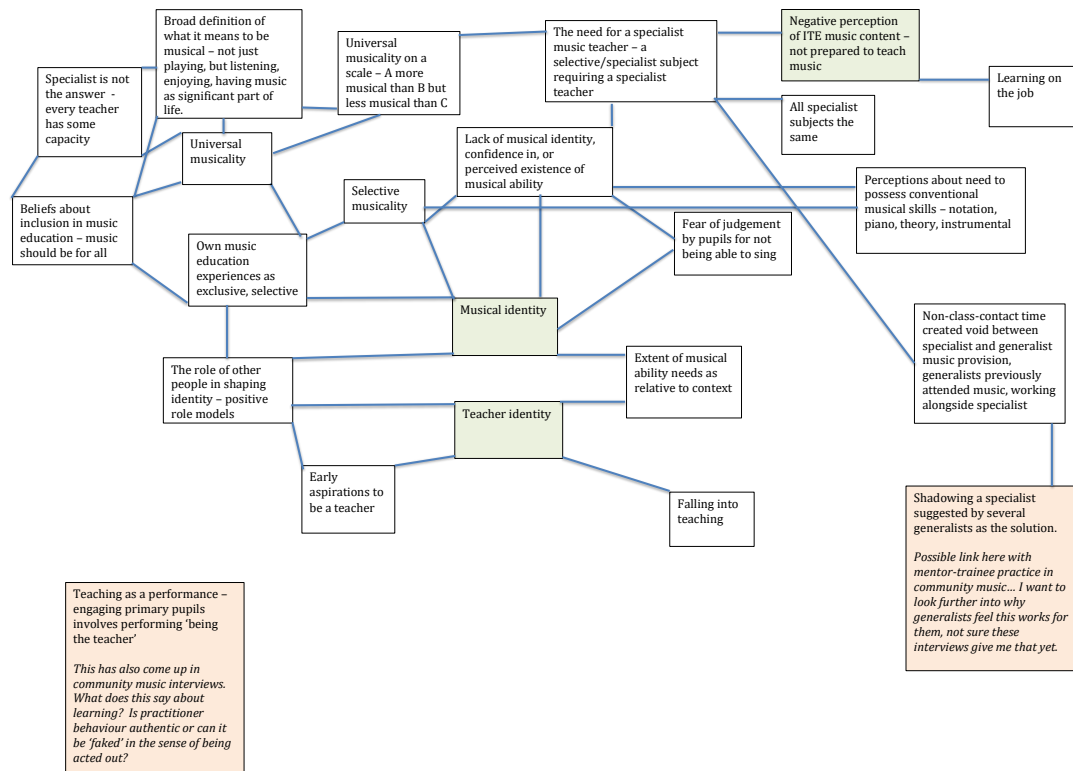 Broad definition of
what it means to be
musical – not just
playing, but listening,
enjoying, having music
as significant part of
life.
Universal
musicality on a
scale – A more
musical than B but
less musical than C
The need for a specialist
music teacher – a
selective/specialist subject
requiring a specialist
teacher
Negative perception
of ITE music content –
not prepared to teach
music
Learning on
the job
Specialist is not
the answer -
every teacher
has some
capacity
All specialist
subjects the
same
Universal
musicality
Lack of musical identity,
confidence in, or
perceived existence of
musical ability
Selective
musicality
Perceptions about need to
possess conventional
musical skills – notation,
piano, theory, instrumental
Beliefs about
inclusion in music
education – music
should be for all
Own music
education
experiences as
exclusive, selective
Fear of judgement
by pupils for not
being able to sing
Musical identity
Non-class-contact time
created void between
specialist and generalist
music provision,
generalists previously
attended music, working
alongside specialist
The role of other
people in shaping
identity – positive
role models
Extent of musical
ability needs as
relative to context
Teacher identity
Early
aspirations to
be a teacher
Falling into
teaching
Shadowing a specialist
suggested by several
generalists as the solution.
Possible link here with
mentor-trainee practice in
community music… I want to
look further into why
generalists feel this works for
them, not sure these
interviews give me that yet.
Teaching as a performance –
engaging primary pupils
involves performing ‘being
the teacher’
This has also come up in
community music interviews.
What does this say about
learning? Is practitioner
behaviour authentic or can it
be ‘faked’ in the sense of being
acted out?